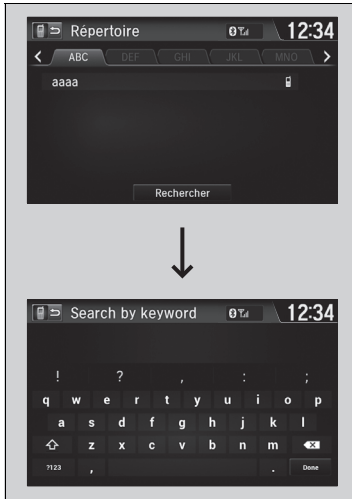 Répertoire 12:34
ABC DEF GHI JKL MNO
aaaa
Rechercher
Search by keyword 12:34
! ? , : ;
q w e r t y u i o p
a s d f g h j k l
z x c v b n m
?123 , . Done